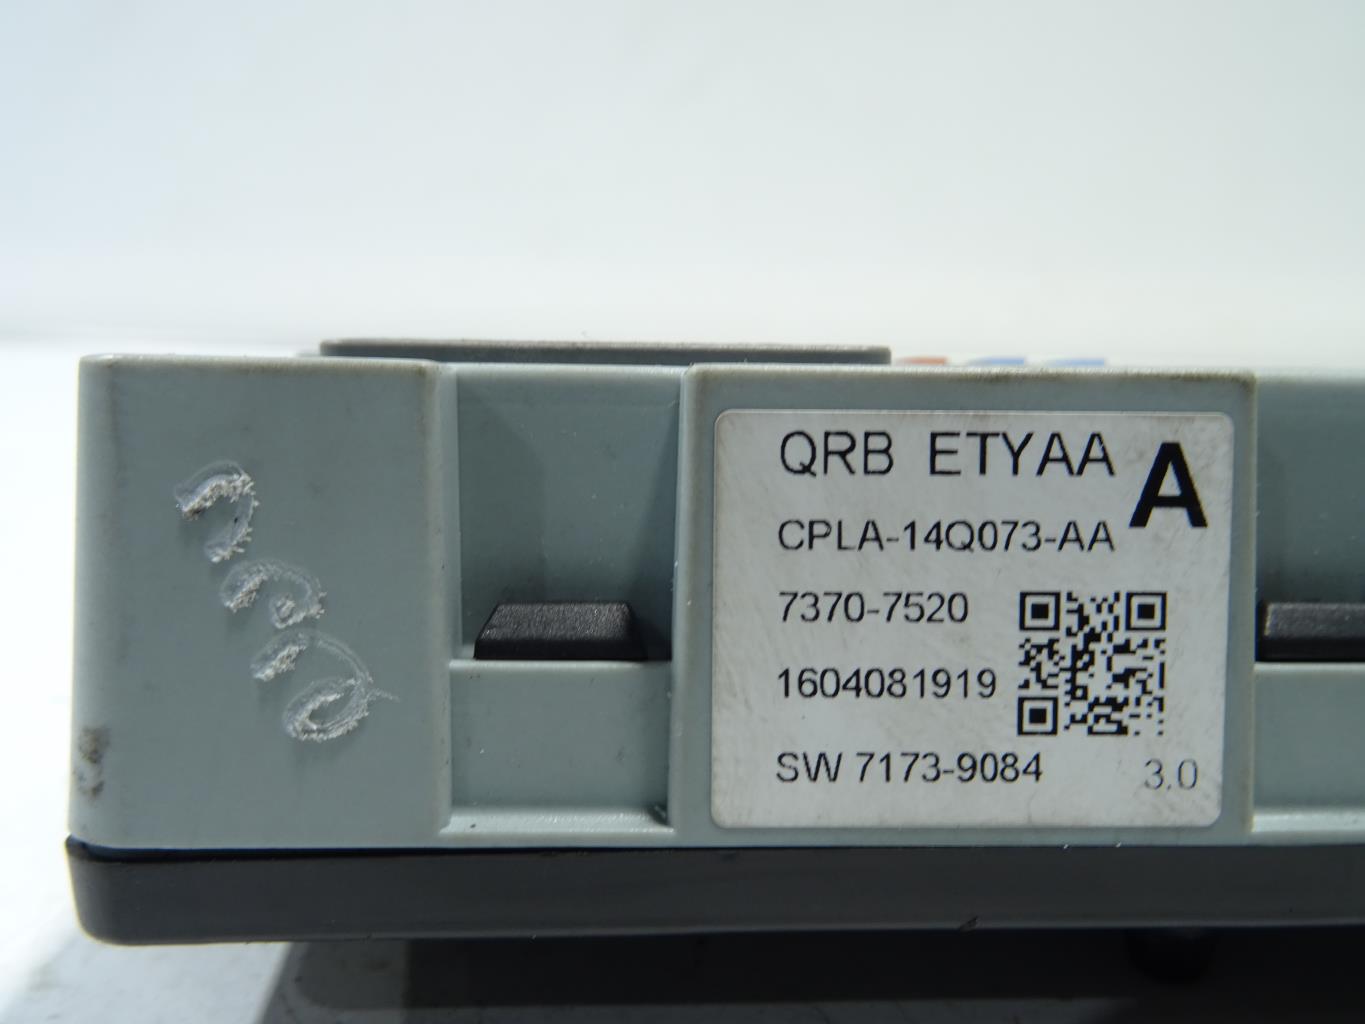 QRB ETYAA
A
CPLA-14Q073-AA
7370-7520
1604081919
SW 7173-9084
3.0